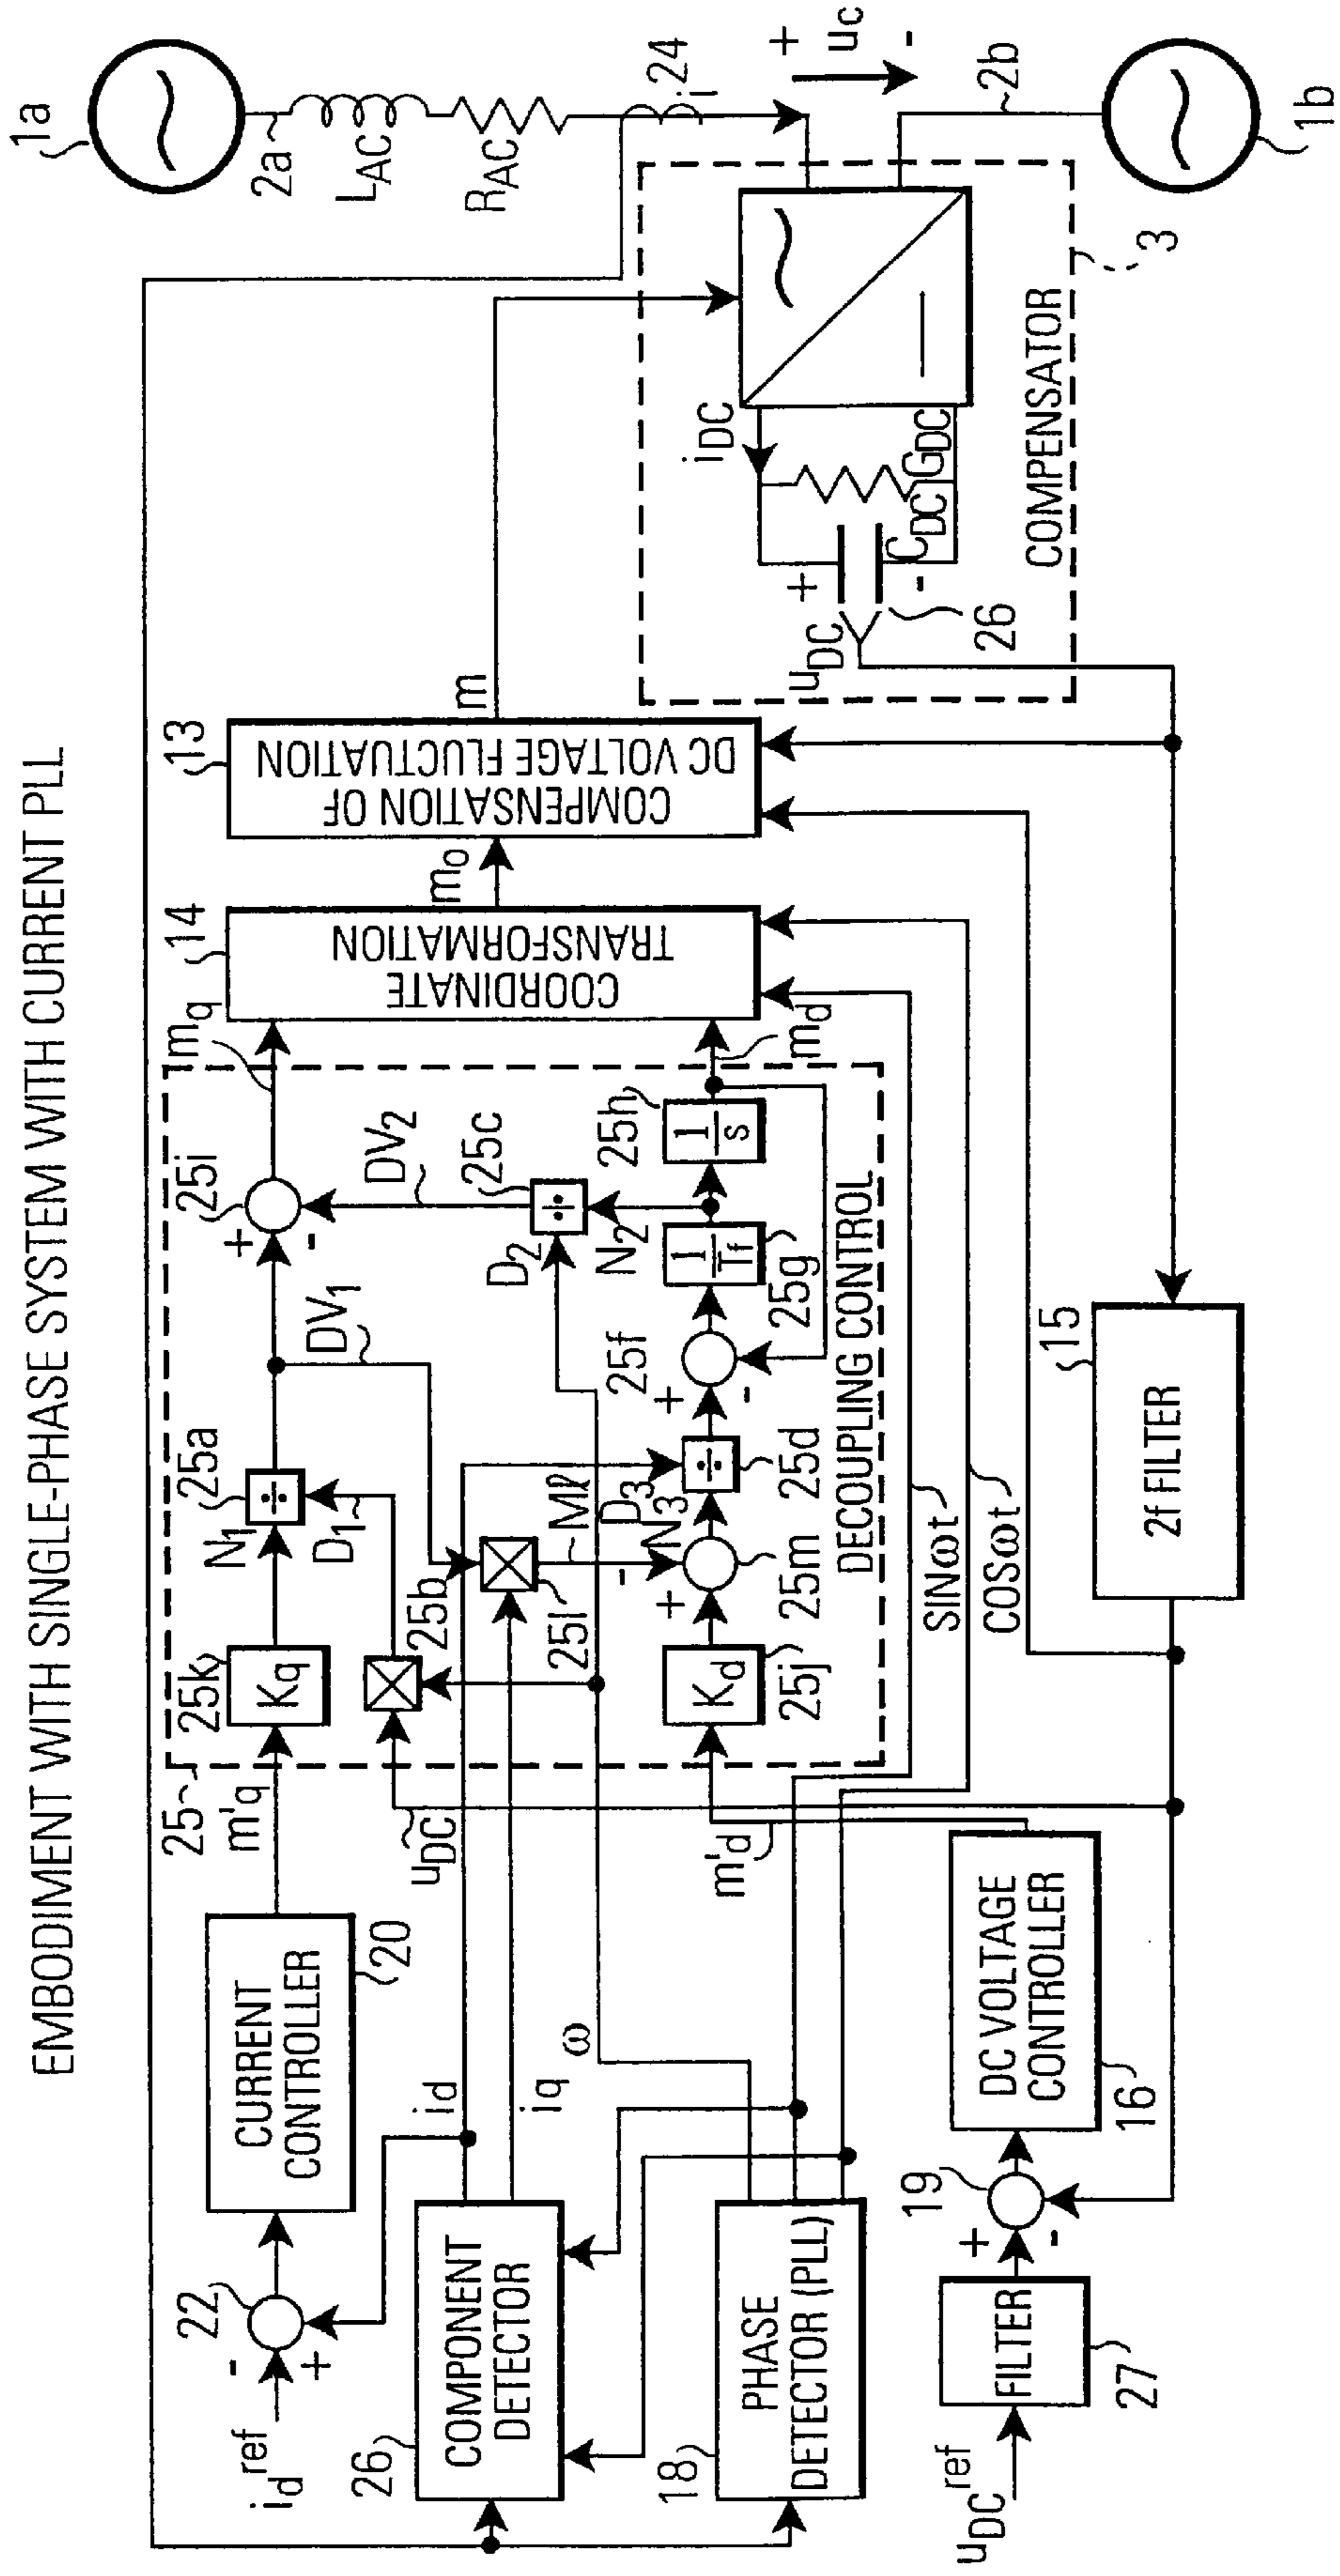 EMBODIMENT WITH SINGLE-PHASE SYSTEM WITH CURRENT PLL
i_d^ref
-
+
22
CURRENT
CONTROLLER
20
m'q
25
25k
Kq
N1
25a
D1
DV1
+
-
25i
DV2
mq
14
COORDINATE
TRANSFORMATION
mo
13
COMPENSATION OF
DC VOLTAGE FLUCTUATION
m
26
COMPONENT
DETECTOR
id
iq
uDC
25b
25l
Mℓ
D2
25c
N2
18
PHASE
DETECTOR (PLL)
ω
m'd
Kd
25j
+
-
25m
N3
D3
25d
+
-
25f
1
Tf
25g
1
s
25h
md
DECOUPLING CONTROL
SINωt
COSωt
uDC^ref
FILTER
27
+
-
19
DC VOLTAGE
CONTROLLER
16
2f FILTER
15
uDC
26
+
-
CDC
GDC
iDC
COMPENSATOR
3
1a
2a
LAC
RAC
24
i
+
uc
-
2b
1b